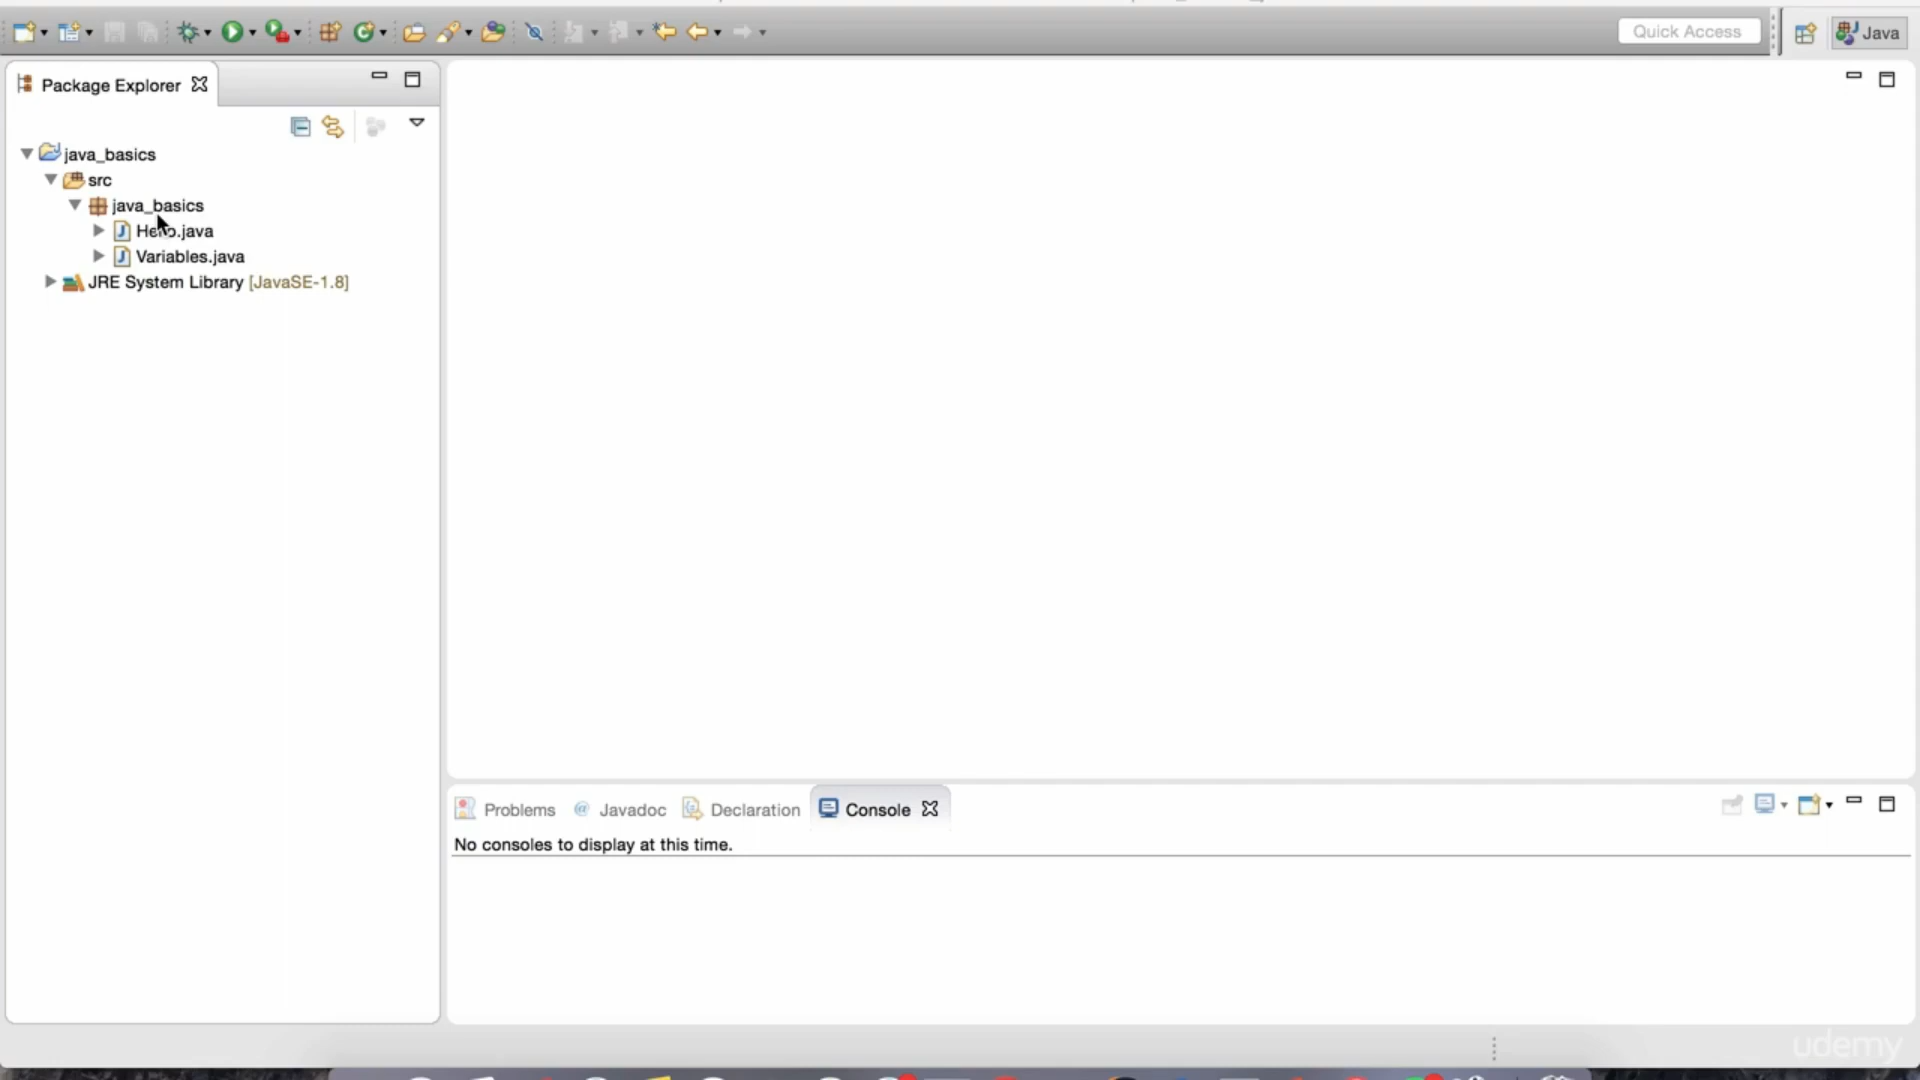 Quick Access
Java
Package Explorer
java_basics
src
java_basics
Hello.java
Variables.java
JRE System Library [JavaSE-1.8]
Problems
@ Javadoc
Declaration
Console
No consoles to display at this time.
udemy